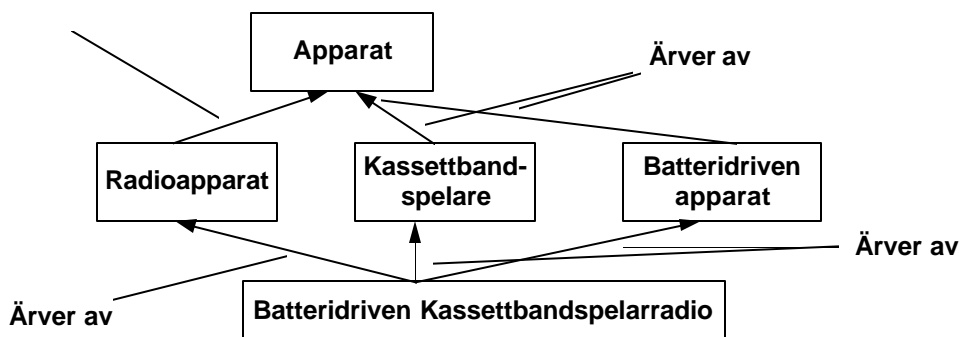 Apparat
Ärver av
Radioapparat
Kassettband-
spelare
Batteridriven
apparat
Ärver av
Ärver av
Batteridriven Kassettbandspelarradio